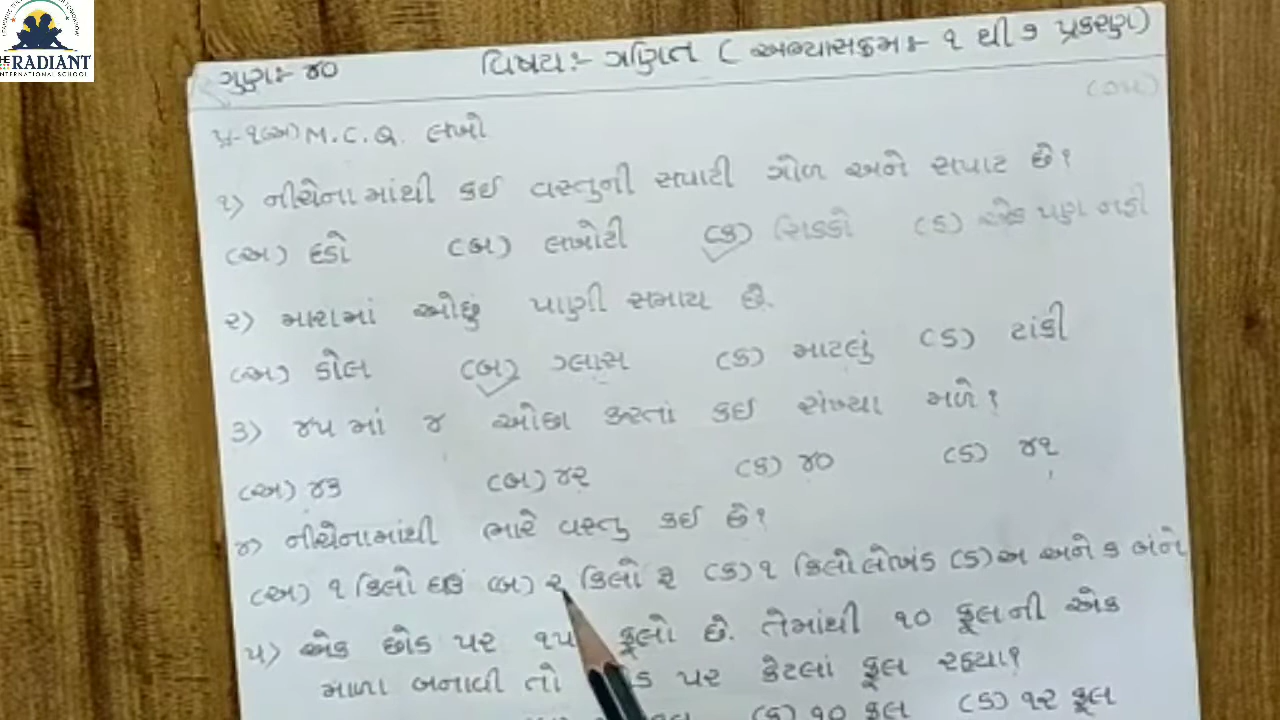 THE RADIANT
INTERNATIONAL SCHOOL
ગુણઃ- ૪૦ વિષયઃ- ગણિત ( અભ્યાસક્રમઃ- ૧ થી ૭ પ્રકરણ)
પ્ર-૧(અ) M.C.Q. લખો (૦૫)
૧) નીચેનામાંથી કઈ વસ્તુની સપાટી ગોળ અને સપાટ છે?
(અ) દડો (બ) લખોટી (ક) સિક્કો (ડ) એક પણ નહી
૨) મારામાં ઓછું પાણી સમાય છે.
(અ) ડોલ (બ) ગ્લાસ (ક) માટલું (ડ) ટાંકી
૩) ૪૫ માં ૪ ઓછા કરતાં કઈ સંખ્યા મળે?
(અ) ૪૩ (બ) ૪૨ (ક) ૪૦ (ડ) ૪૧
૪) નીચેનામાંથી ભારે વસ્તુ કઈ છે?
(અ) ૧ કિલો ઘઉં (બ) ૨ કિલો રૂ (ક) ૧ કિલો લોખંડ (ડ) અ અને ક બંને
૫) એક છોડ પર ૧૫ ફૂલો છે. તેમાંથી ૧૦ ફૂલની એક
માળા બનાવી તો પર કેટલાં ફૂલ રહ્યા?
(ક) ૧૦ ફૂલ (ડ) ૧૨ ફૂલ